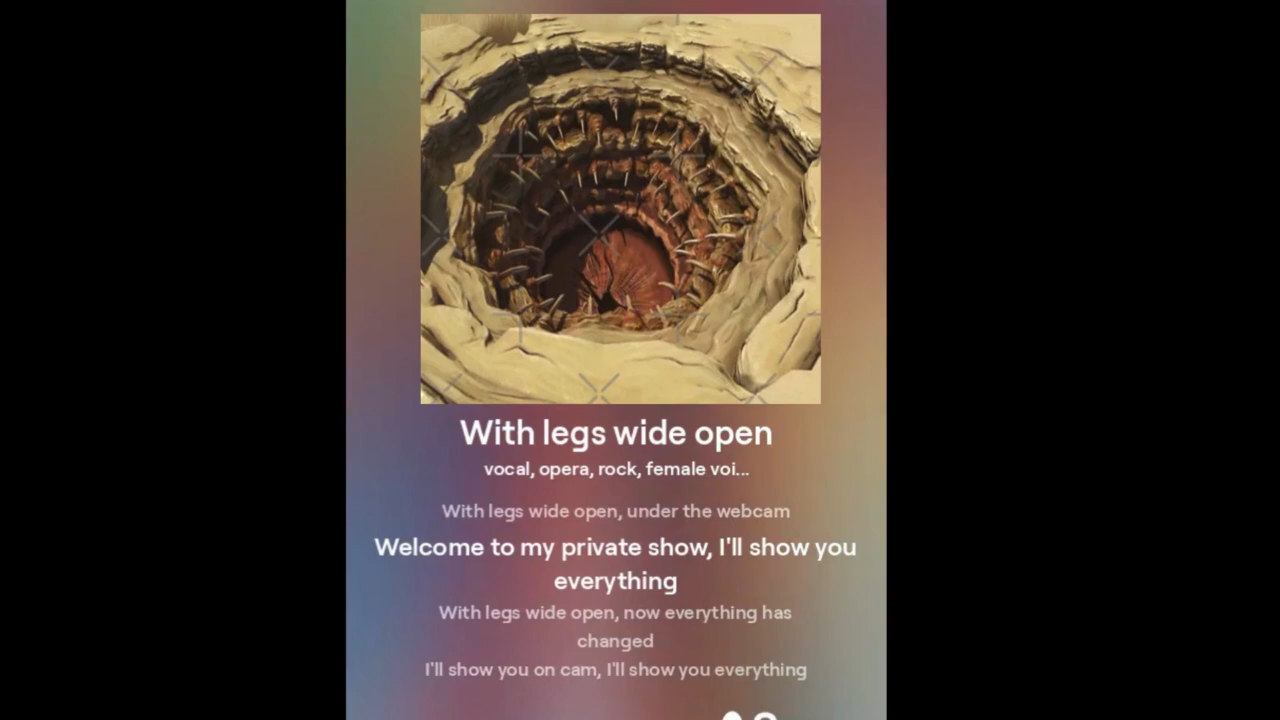 With legs wide open
vocal, opera, rock, female voi...
With legs wide open, under the webcam
Welcome to my private show, I'll show you
everything
With legs wide open, now everything has
changed
I'll show you on cam, I'll show you everything